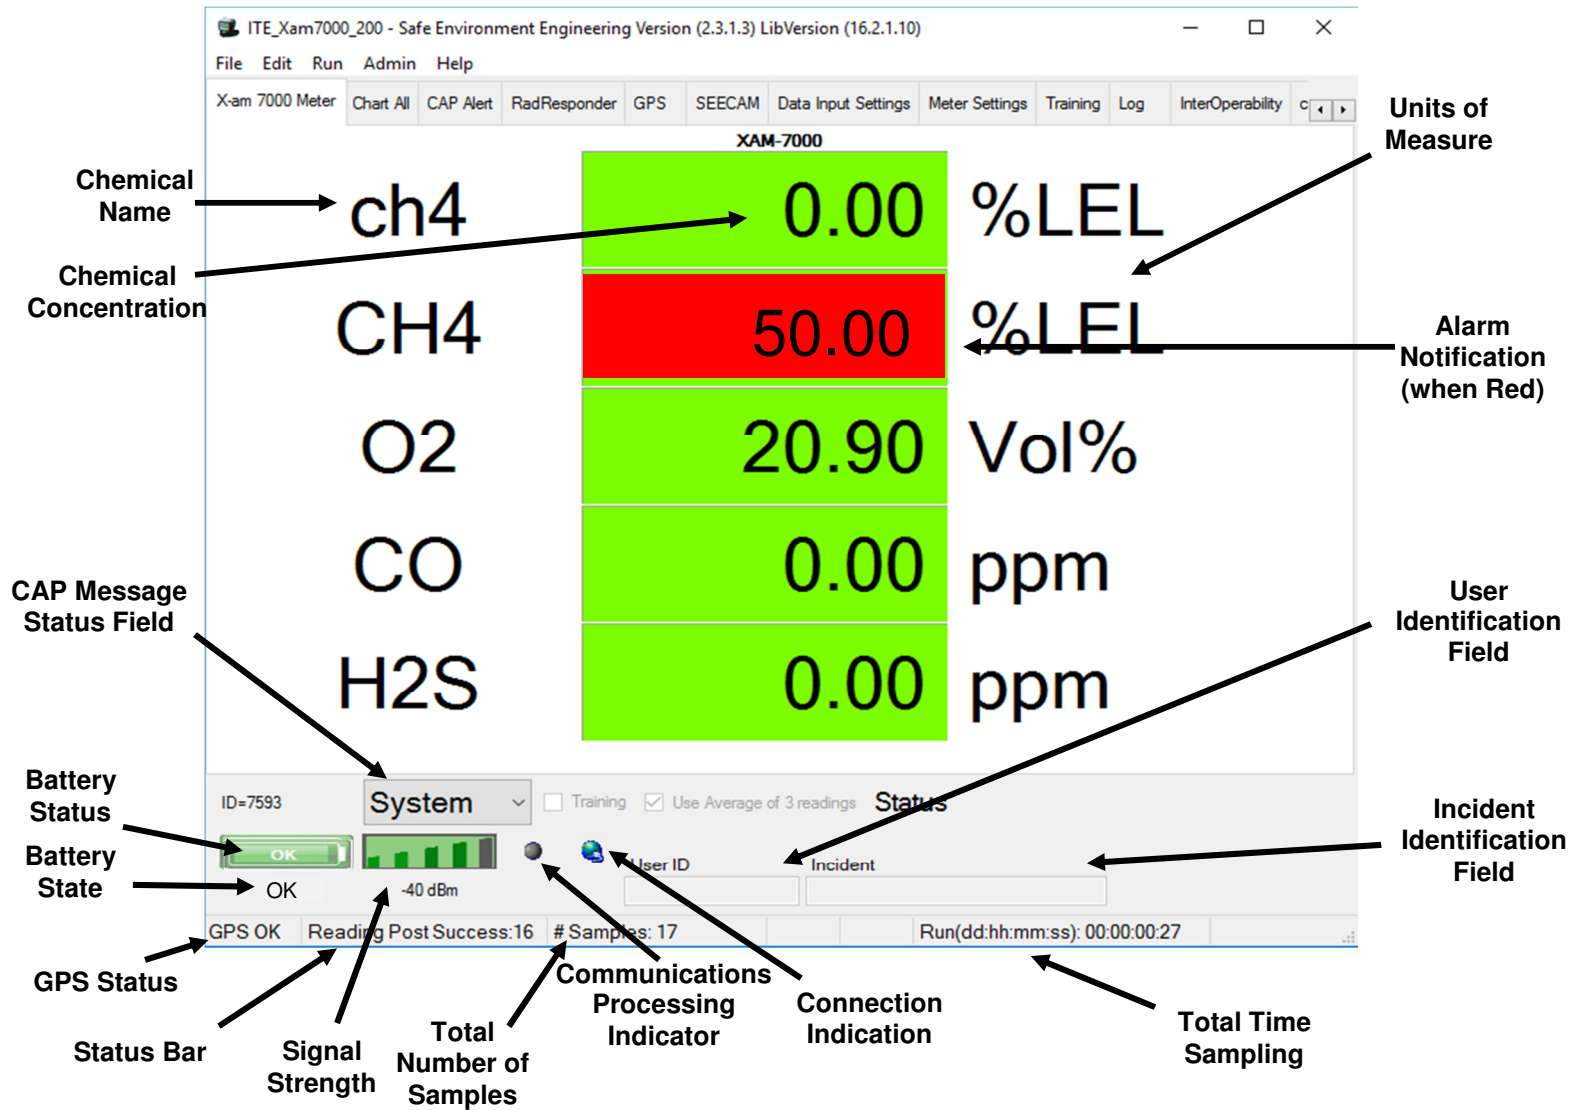 ITE_Xam7000_200 - Safe Environment Engineering Version (2.3.1.3) LibVersion (16.2.1.10)
File Edit Run Admin Help
X-am 7000 Meter Chart All CAP Alert RadResponder GPS SEECAM Data Input Settings Meter Settings Training Log InterOperability c
XAM-7000
Units of
Measure
Chemical
Name
ch4 0.00 %LEL
Chemical
Concentration
CH4 50.00 %LEL
Alarm
Notification
(when Red)
O2 20.90 Vol%
CO 0.00 ppm
CAP Message
Status Field
User
Identification
Field
H2S 0.00 ppm
Battery
Status
ID=7593 System Training Use Average of 3 readings Status
Incident
Identification
Field
OK
Battery
State
User ID Incident
OK -40 dBm
GPS OK Reading Post Success:16 # Samples: 17 Run(dd:hh:mm:ss): 00:00:00:27
GPS Status
Communications
Processing
Indicator
Connection
Indication
Status Bar
Signal
Strength
Total
Number of
Samples
Total Time
Sampling